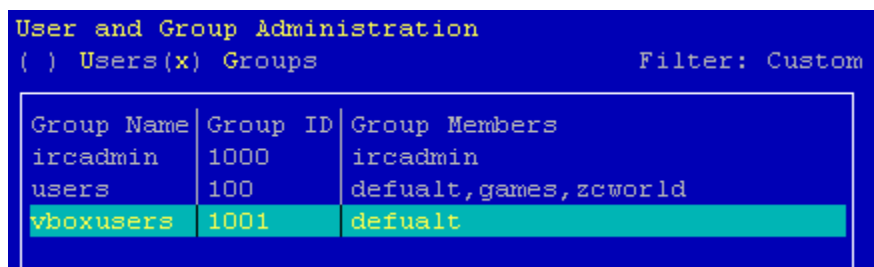 User and Group Administration
( ) Users(x) Groups Filter: Custom
Group Name Group ID Group Members
ircadmin 1000 ircadmin
users 100 defualt,games,zcworld
vboxusers 1001 defualt